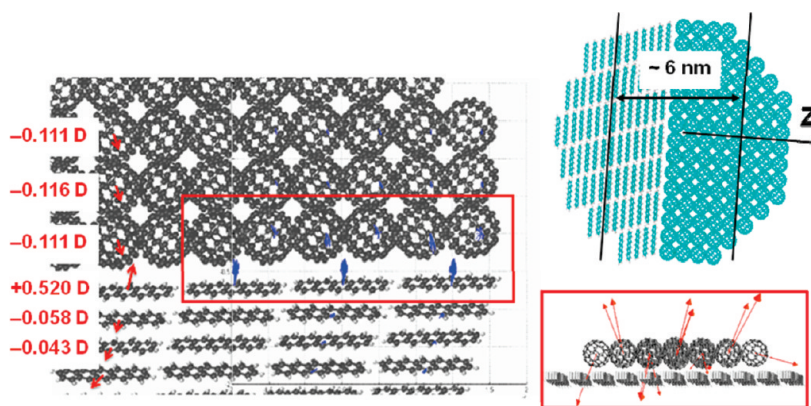 −0.111 D
−0.116 D
−0.111 D
+0.520 D
−0.058 D
−0.043 D
~ 6 nm
Z